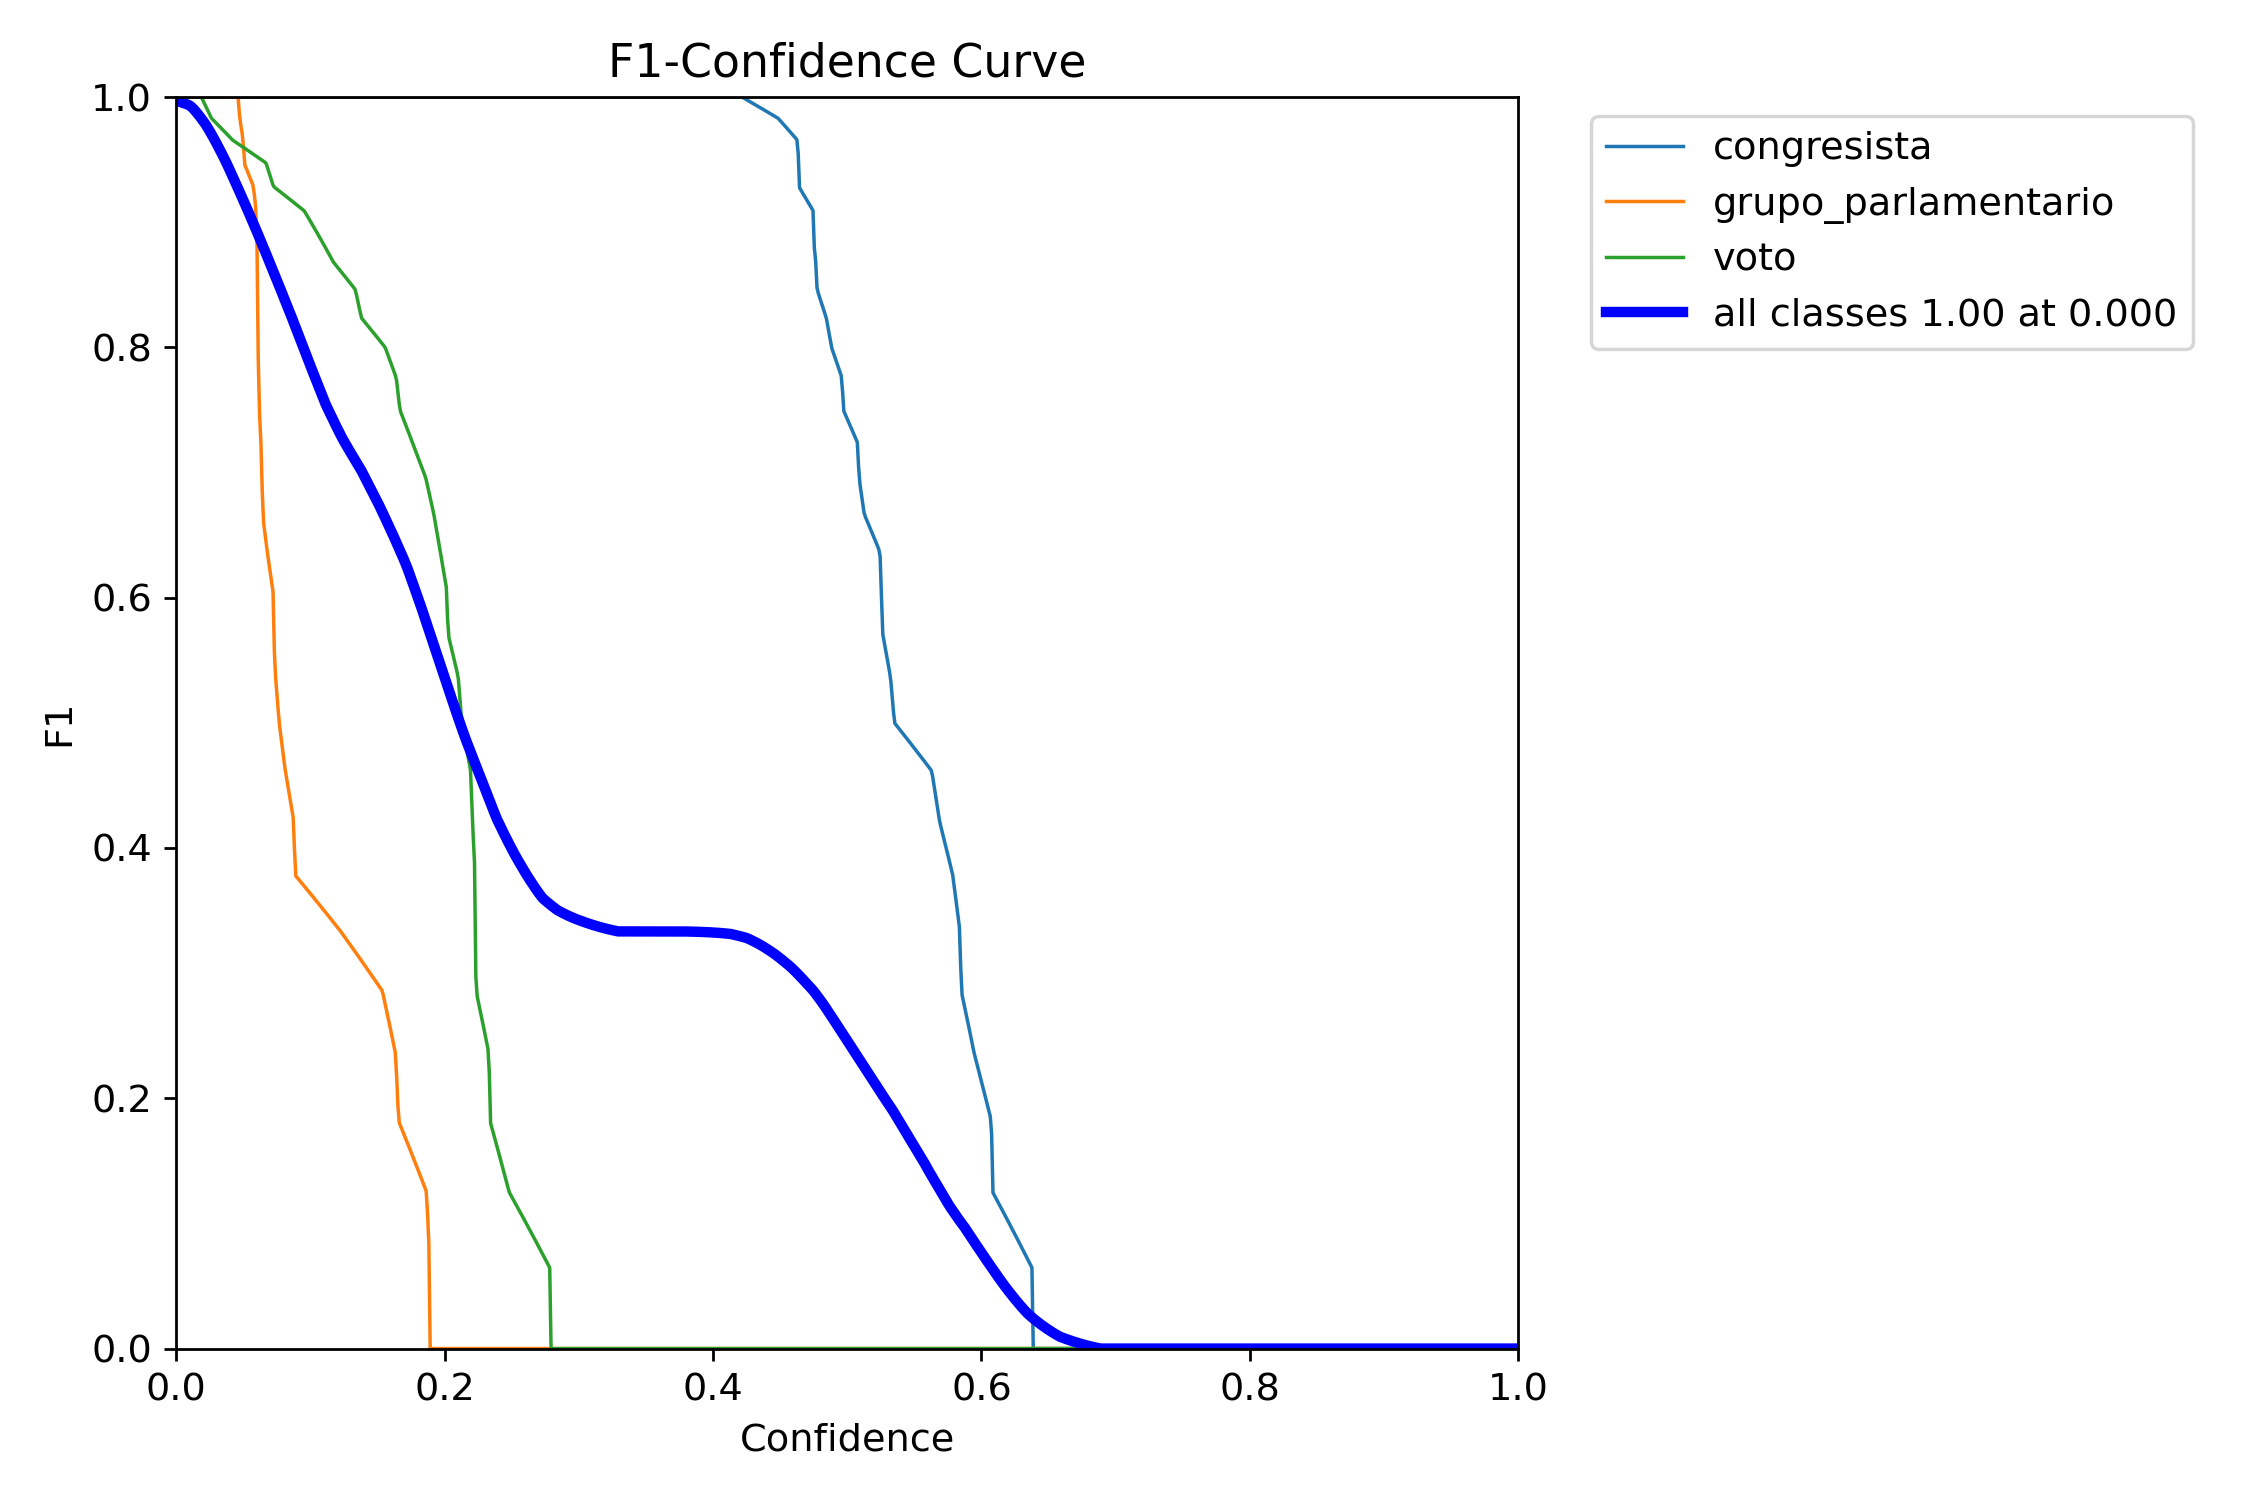 F1-Confidence Curve
1.0
0.8
0.6
0.4
0.2
0.0
F1
0.0 0.2 0.4 0.6 0.8 1.0
Confidence
congresista
grupo_parlamentario
voto
all classes 1.00 at 0.000